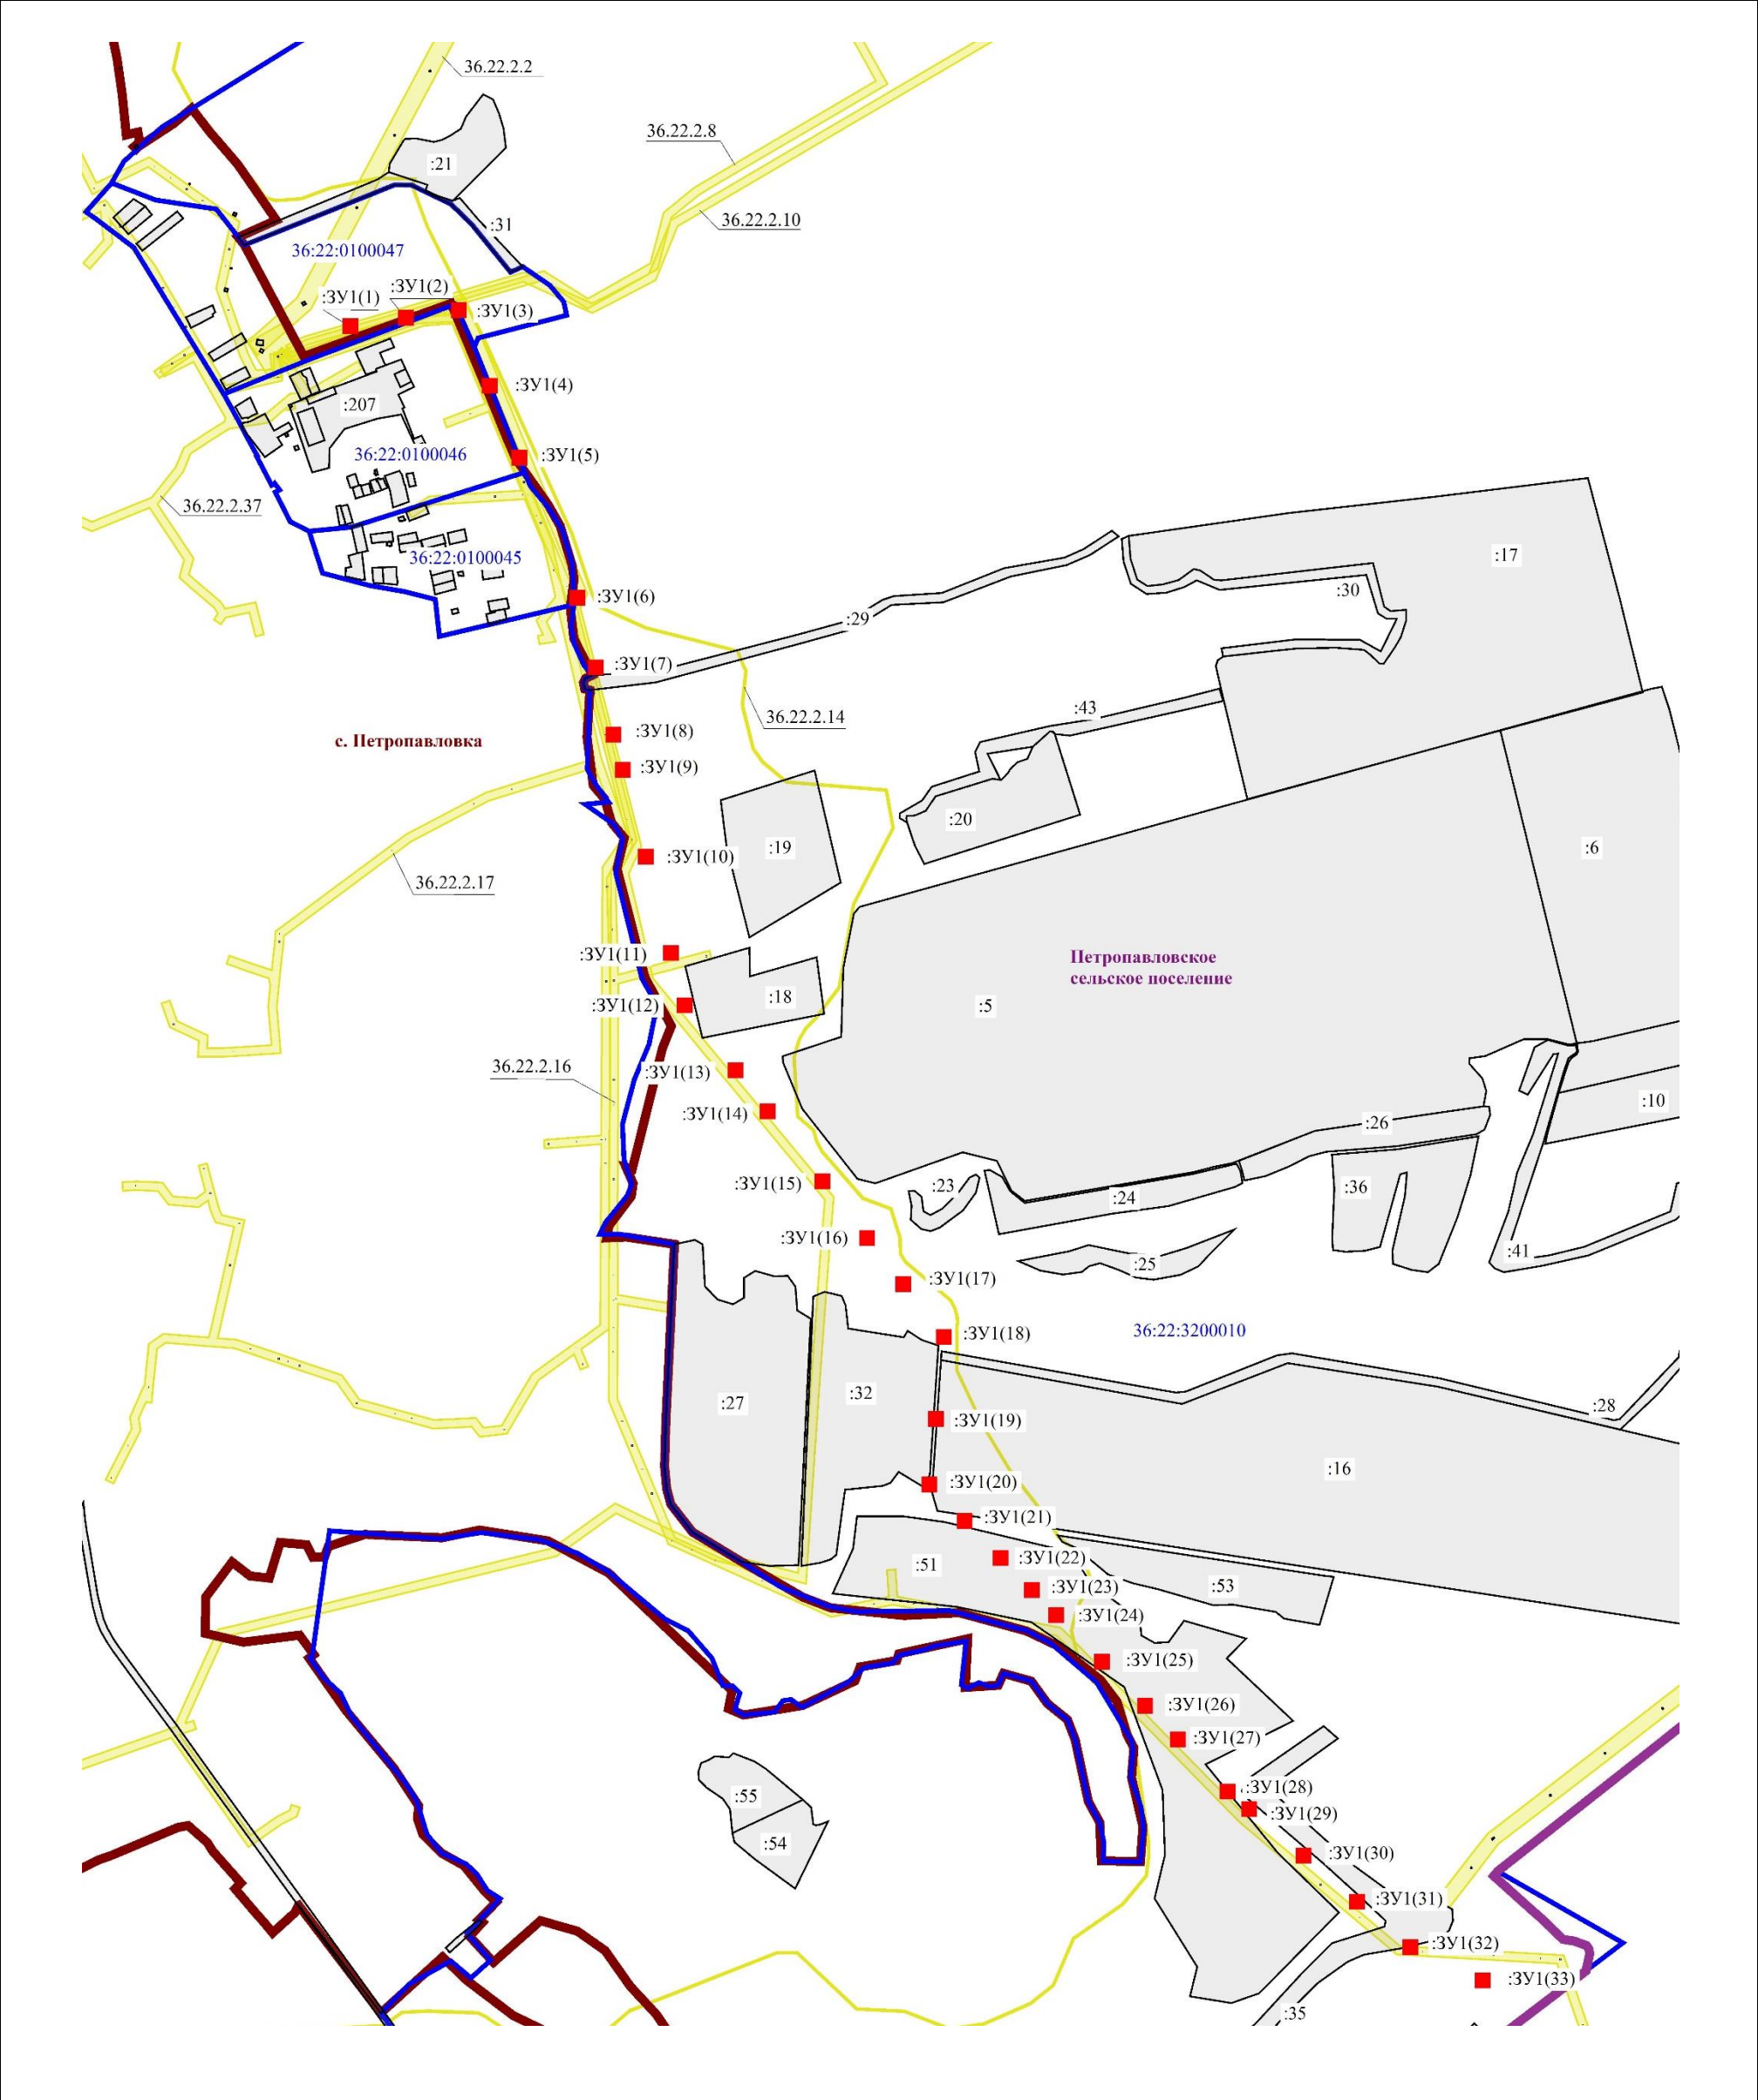 36.22.2.2
36.22.2.8
:21
36.22.2.10
:31
36:22:0100047
:ЗУ1(2)
:ЗУ1(1)
:ЗУ1(3)
:ЗУ1(4)
:207
36:22:0100046
:ЗУ1(5)
36.22.2.37
36:22:0100045
:17
:30
:ЗУ1(6)
:29
:ЗУ1(7)
:43
36.22.2.14
:ЗУ1(8)
с. Петропавловка
:ЗУ1(9)
:20
:19
:6
:ЗУ1(10)
36.22.2.17
:ЗУ1(11)
Петропавловское
сельское поселение
:18
:ЗУ1(12)
:5
36.22.2.16
:ЗУ1(13)
:10
:ЗУ1(14)
:26
:ЗУ1(15)
:23
:24
:36
:ЗУ1(16)
:41
:25
:ЗУ1(17)
:ЗУ1(18)
36:22:3200010
:32
:27
:28
:ЗУ1(19)
:16
:ЗУ1(20)
:ЗУ1(21)
:51
:ЗУ1(22)
:ЗУ1(23)
:53
:ЗУ1(24)
:ЗУ1(25)
:ЗУ1(26)
:ЗУ1(27)
:ЗУ1(28)
:55
:ЗУ1(29)
:54
:ЗУ1(30)
:ЗУ1(31)
:ЗУ1(32)
:ЗУ1(33)
:35